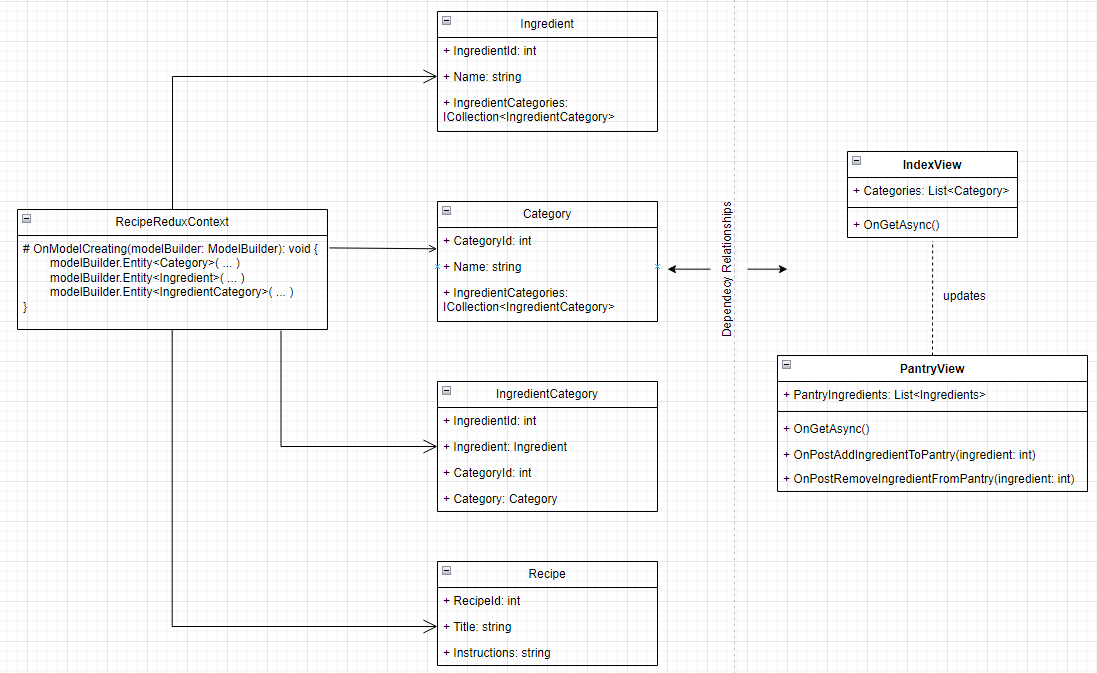 Ingredient
+ IngredientId: int
+ Name: string
+ IngredientCategories:
ICollection<IngredientCategory>
RecipeReduxContext
# OnModelCreating(modelBuilder: ModelBuilder): void {
modelBuilder.Entity<Category>( ... )
modelBuilder.Entity<Ingredient>( ... )
modelBuilder.Entity<IngredientCategory>( ... )
}
Category
+ CategoryId: int
+ Name: string
+ IngredientCategories:
ICollection<IngredientCategory>
IngredientCategory
+ IngredientId: int
+ Ingredient: Ingredient
+ CategoryId: int
+ Category: Category
Recipe
+ RecipeId: int
+ Title: string
+ Instructions: string
Dependecy Relationships
IndexView
+ Categories: List<Category>
+ OnGetAsync()
updates
PantryView
+ PantryIngredients: List<Ingredients>
+ OnGetAsync()
+ OnPostAddIngredientToPantry(ingredient: int)
+ OnPostRemoveIngredientFromPantry(ingredient: int)